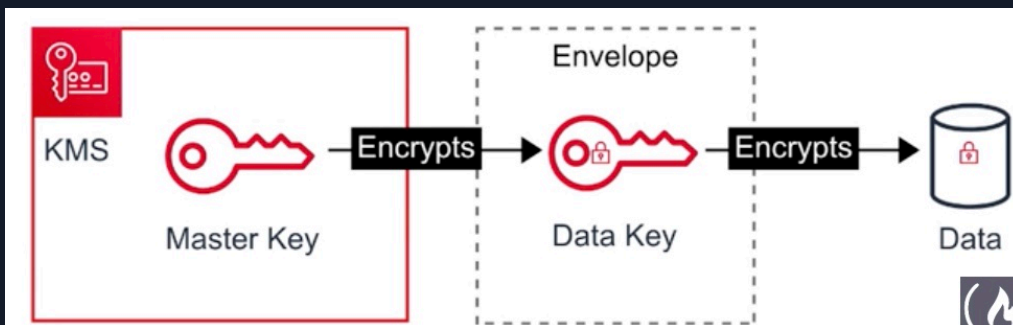 Envelope
KMS
Encrypts
Encrypts
Master Key
Data Key
Data